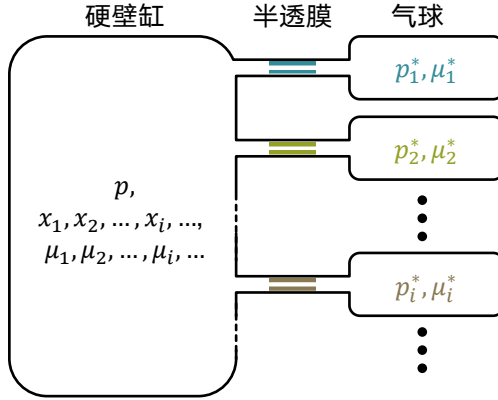 硬壁缸 半透膜 气球
p_1^*, μ_1^*
p_2^*, μ_2^*
p,
x_1, x_2, …, x_i, …,
μ_1, μ_2, …, μ_i, …
p_i^*, μ_i^*